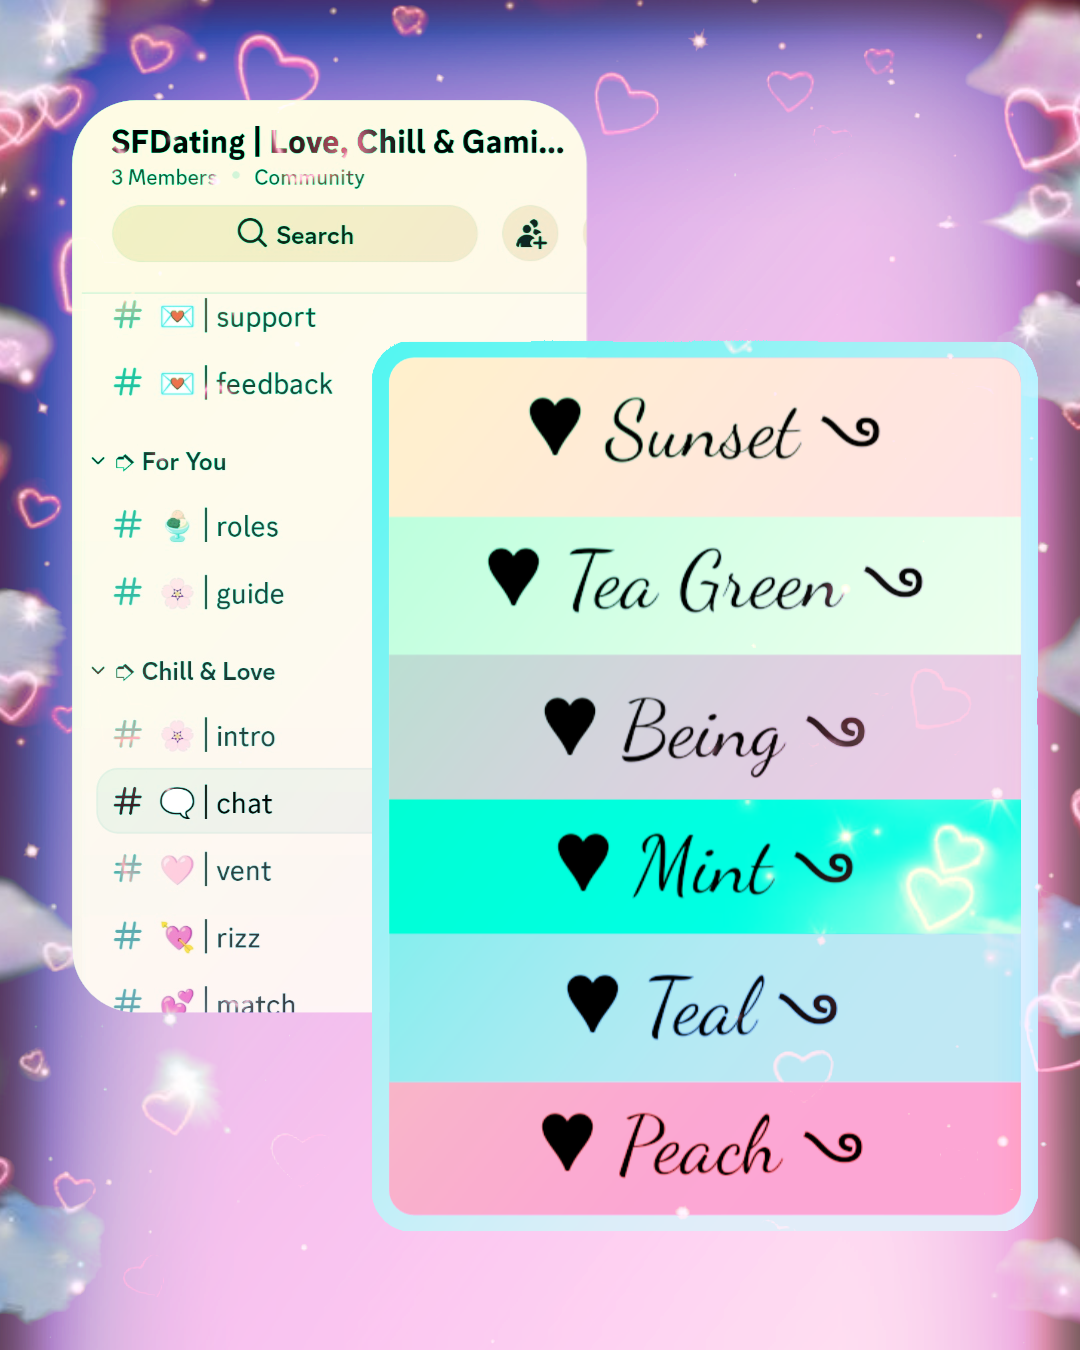 SFDating | Love, Chill & Gami...
3 Members • Community
Search
# 💌 | support
# 💌 | feedback
➩ For You
# 🍨 | roles
# 🌸 | guide
➩ Chill & Love
# 🌸 | intro
# 🗨 | chat
# 🩷 | vent
# 💘 | rizz
# 💕 | match
♥ Sunset
♥ Tea Green
♥ Being
♥ Mint
♥ Teal
♥ Peach